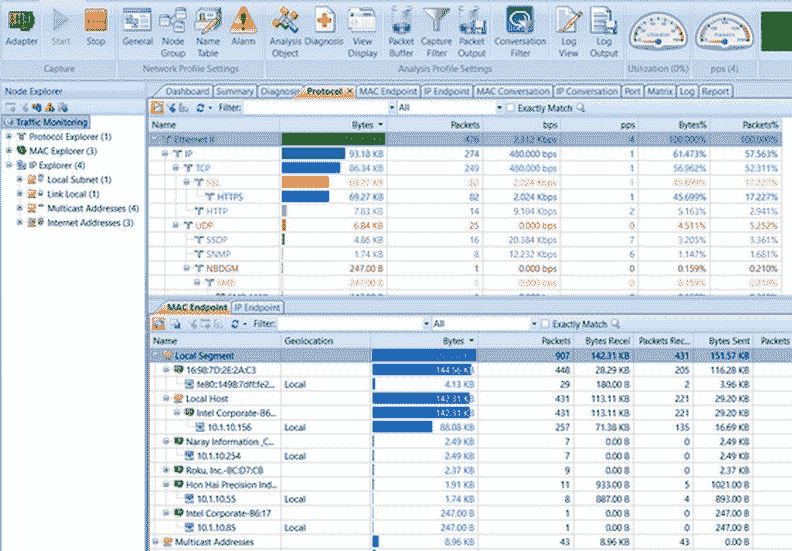 Adapter Start Stop General Node Group Name Table Alarm Analysis Object Diagnosis View Display Packet Buffer Capture Filter Packet Output Conversation Filter Log View Log Output
Capture Network Profile Settings Analysis Profile Settings Utilization (0%) pps (4)
Node Explorer
Dashboard Summary Diagnosis Protocol MAC Endpoint IP Endpoint MAC Conversation IP Conversation Port Matrix Log Report
Filter: All Exactly Match
Traffic Monitoring
Protocol Explorer (1)
MAC Explorer (3)
IP Explorer (4)
Local Subnet (1)
Link Local (1)
Multicast Addresses (4)
Internet Addresses (3)
Name Bytes Packets bps pps Bytes% Packets%
Ethernet II 476 4 100.000% 100.000%
IP 93.18 KB 274 480.000 bps 1 61.473% 57.563%
TCP 86.34 KB 249 480.000 bps 1 56.962% 52.311%
SSL 69.27 KB 82 2.024 Kbps 1 45.699% 17.227%
HTTPS 69.27 KB 82 2.024 Kbps 1 45.699% 17.227%
HTTP 7.83 KB 14 9.104 Kbps 2 5.163% 2.941%
UDP 6.84 KB 25 0.000 bps 0 4.511% 5.252%
SSDP 4.86 KB 16 20.384 Kbps 7 3.205% 3.361%
SNMP 1.74 KB 8 12.232 Kbps 6 1.147% 1.681%
NBDGM 247.00 B 1 0.000 bps 0 0.159% 0.210%
SMB 247.00 B 1 0.000 bps 0 0.159% 0.210%
MAC Endpoint IP Endpoint
Filter: All Exactly Match
Name Geolocation Bytes Packets Bytes Recei Packets Rec... Bytes Sent Packets
Local Segment 907 142.31 KB 431 151.57 KB
16:98:7D:2E:2A:C3 144.56 KB 448 28.29 KB 205 116.28 KB
fe80::1498:7dff:fe2... Local 4.13 KB 29 180.00 B 2 3.96 KB
Local Host 142.31 KB 431 113.11 KB 221 29.20 KB
Intel Corporate-B6... 142.31 KB 431 113.11 KB 221 29.20 KB
10.1.10.156 Local 88.08 KB 257 71.38 KB 135 16.69 KB
Naray Information ,C... 2.49 KB 7 0.00 B 0 2.49 KB
10.1.10.254 Local 2.49 KB 7 0.00 B 0 2.49 KB
Roku, Inc.-BC:D7:CB 2.37 KB 9 0.00 B 0 2.37 KB
Hon Hai Precision Ind... 1.91 KB 11 933.00 B 5 1021.00 B
10.1.10.55 Local 1.74 KB 8 887.00 B 4 893.00 B
Intel Corporate-B6:17 247.00 B 1 0.00 B 0 247.00 B
10.1.10.85 Local 247.00 B 1 0.00 B 0 247.00 B
Multicast Addresses 8.96 KB 43 8.96 KB 43 0.00 B